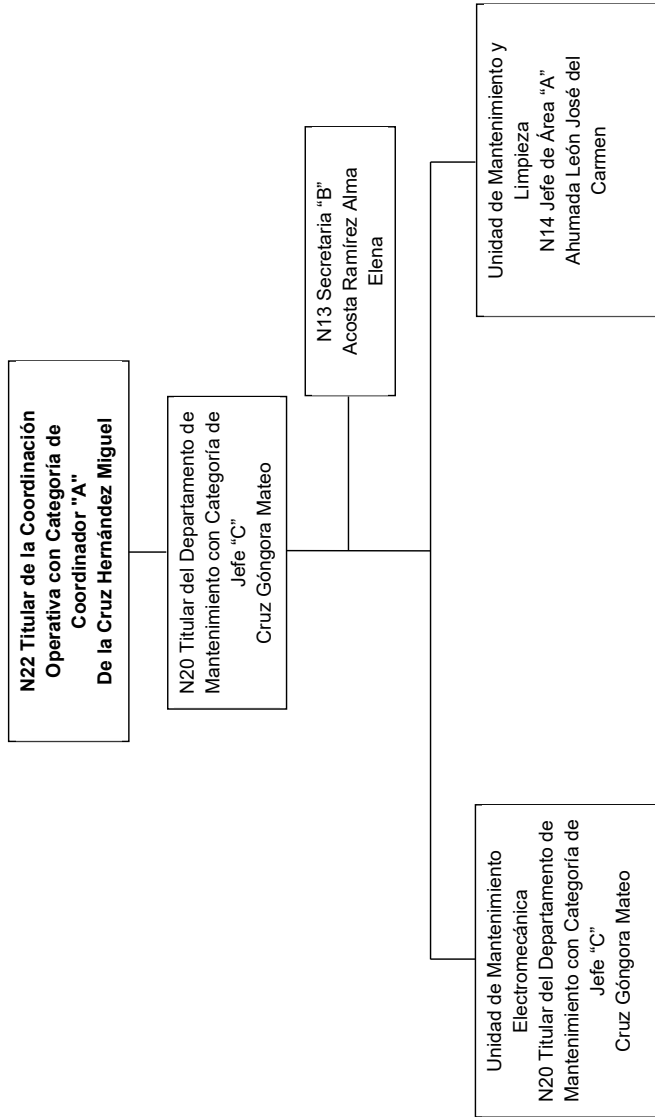 N22 Titular de la Coordinación
Operativa con Categoría de
Coordinador "A"
De la Cruz Hernández Miguel
N20 Titular del Departamento de
Mantenimiento con Categoría de
Jefe “C”
Cruz Góngora Mateo
N13 Secretaria “B”
Acosta Ramírez Alma
Elena
Unidad de Mantenimiento
Electromecánica
N20 Titular del Departamento de
Mantenimiento con Categoría de
Jefe “C”
Cruz Góngora Mateo
Unidad de Mantenimiento y
Limpieza
N14 Jefe de Área “A”
Ahumada León José del
Carmen